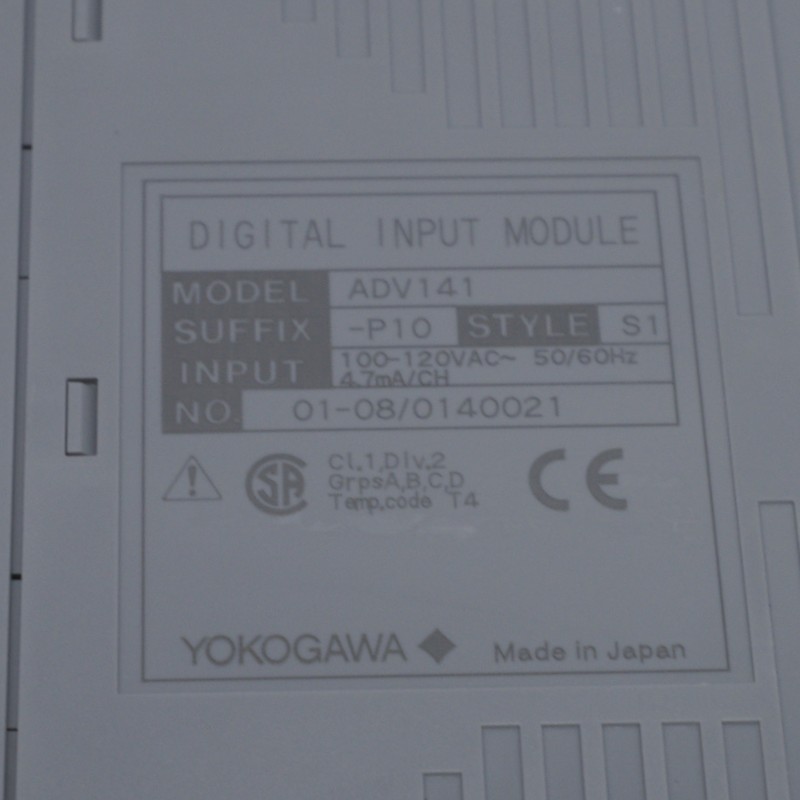 DIGITAL INPUT MODULE
MODEL ADV141
SUFFIX -P10 STYLE S1
INPUT 100-120VAC~ 50/60Hz
4.7mA/CH
NO. 01-08/0140021
Cl.1,Div.2
GrpsA,B,C,D
Temp.code T4
SA
CE
YOKOGAWA Made in Japan